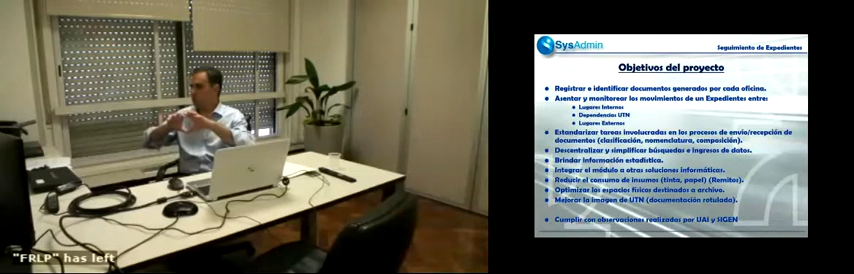 "FRLP" has left
SysAdmin
Seguimiento de Expedientes
Objetivos del proyecto
Registrar e identificar documentos generados por cada oficina.
Asentar y monitorear los movimientos de un Expedientes entre:
Lugares Internos
Dependencias UTN
Lugares Externos
Estandarizar tareas involucradas en los procesos de envío/recepción de
documentos (clasificación, nomenclatura, composición).
Descentralizar y simplificar búsquedas e ingresos de datos.
Brindar información estadística.
Integrar el módulo a otras soluciones informáticas.
Reducir el consumo de insumos (tinta, papel) (Remitos).
Optimizar los espacios físicos destinados a archivo.
Mejorar la imagen de UTN (documentación rotulada).
Cumplir con observaciones realizadas por UAI y SIGEN